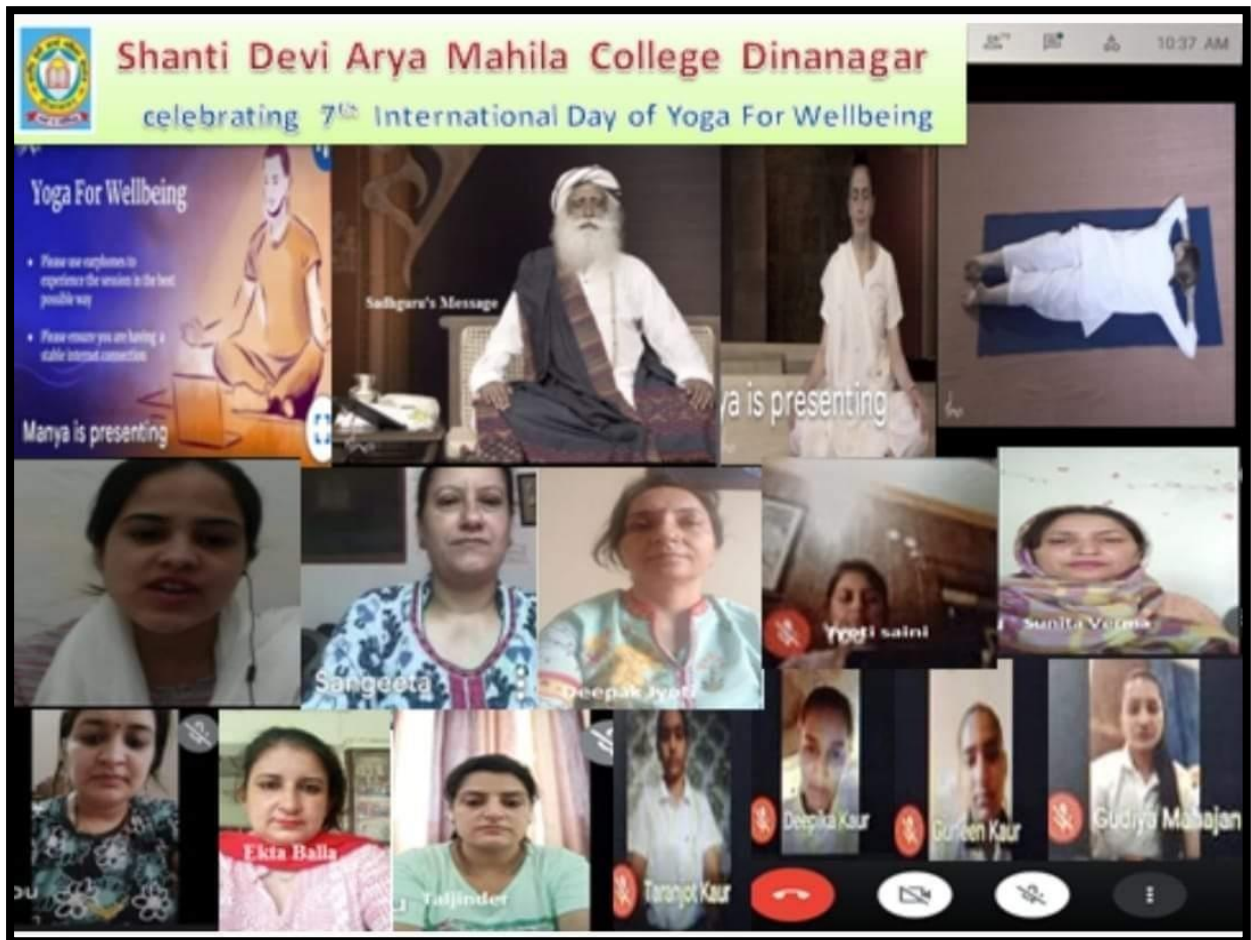 Shanti Devi Arya Mahila College Dinanagar
celebrating 7th International Day of Yoga For Wellbeing
10:37 AM
Yoga For Wellbeing
• Please use earphones to
experience the session in the best
possible way
• Please ensure you are having a
stable internet connection
Manya is presenting
Sadhguru's Message
ya is presenting
Sangeeta
Deepak Jyoti
Jyoti saini
Sunita Verma
Ekta Balla
Taljinder
Taranjot Kaur
Deepika Kaur
Gurleen Kaur
Gudiya Mahajan